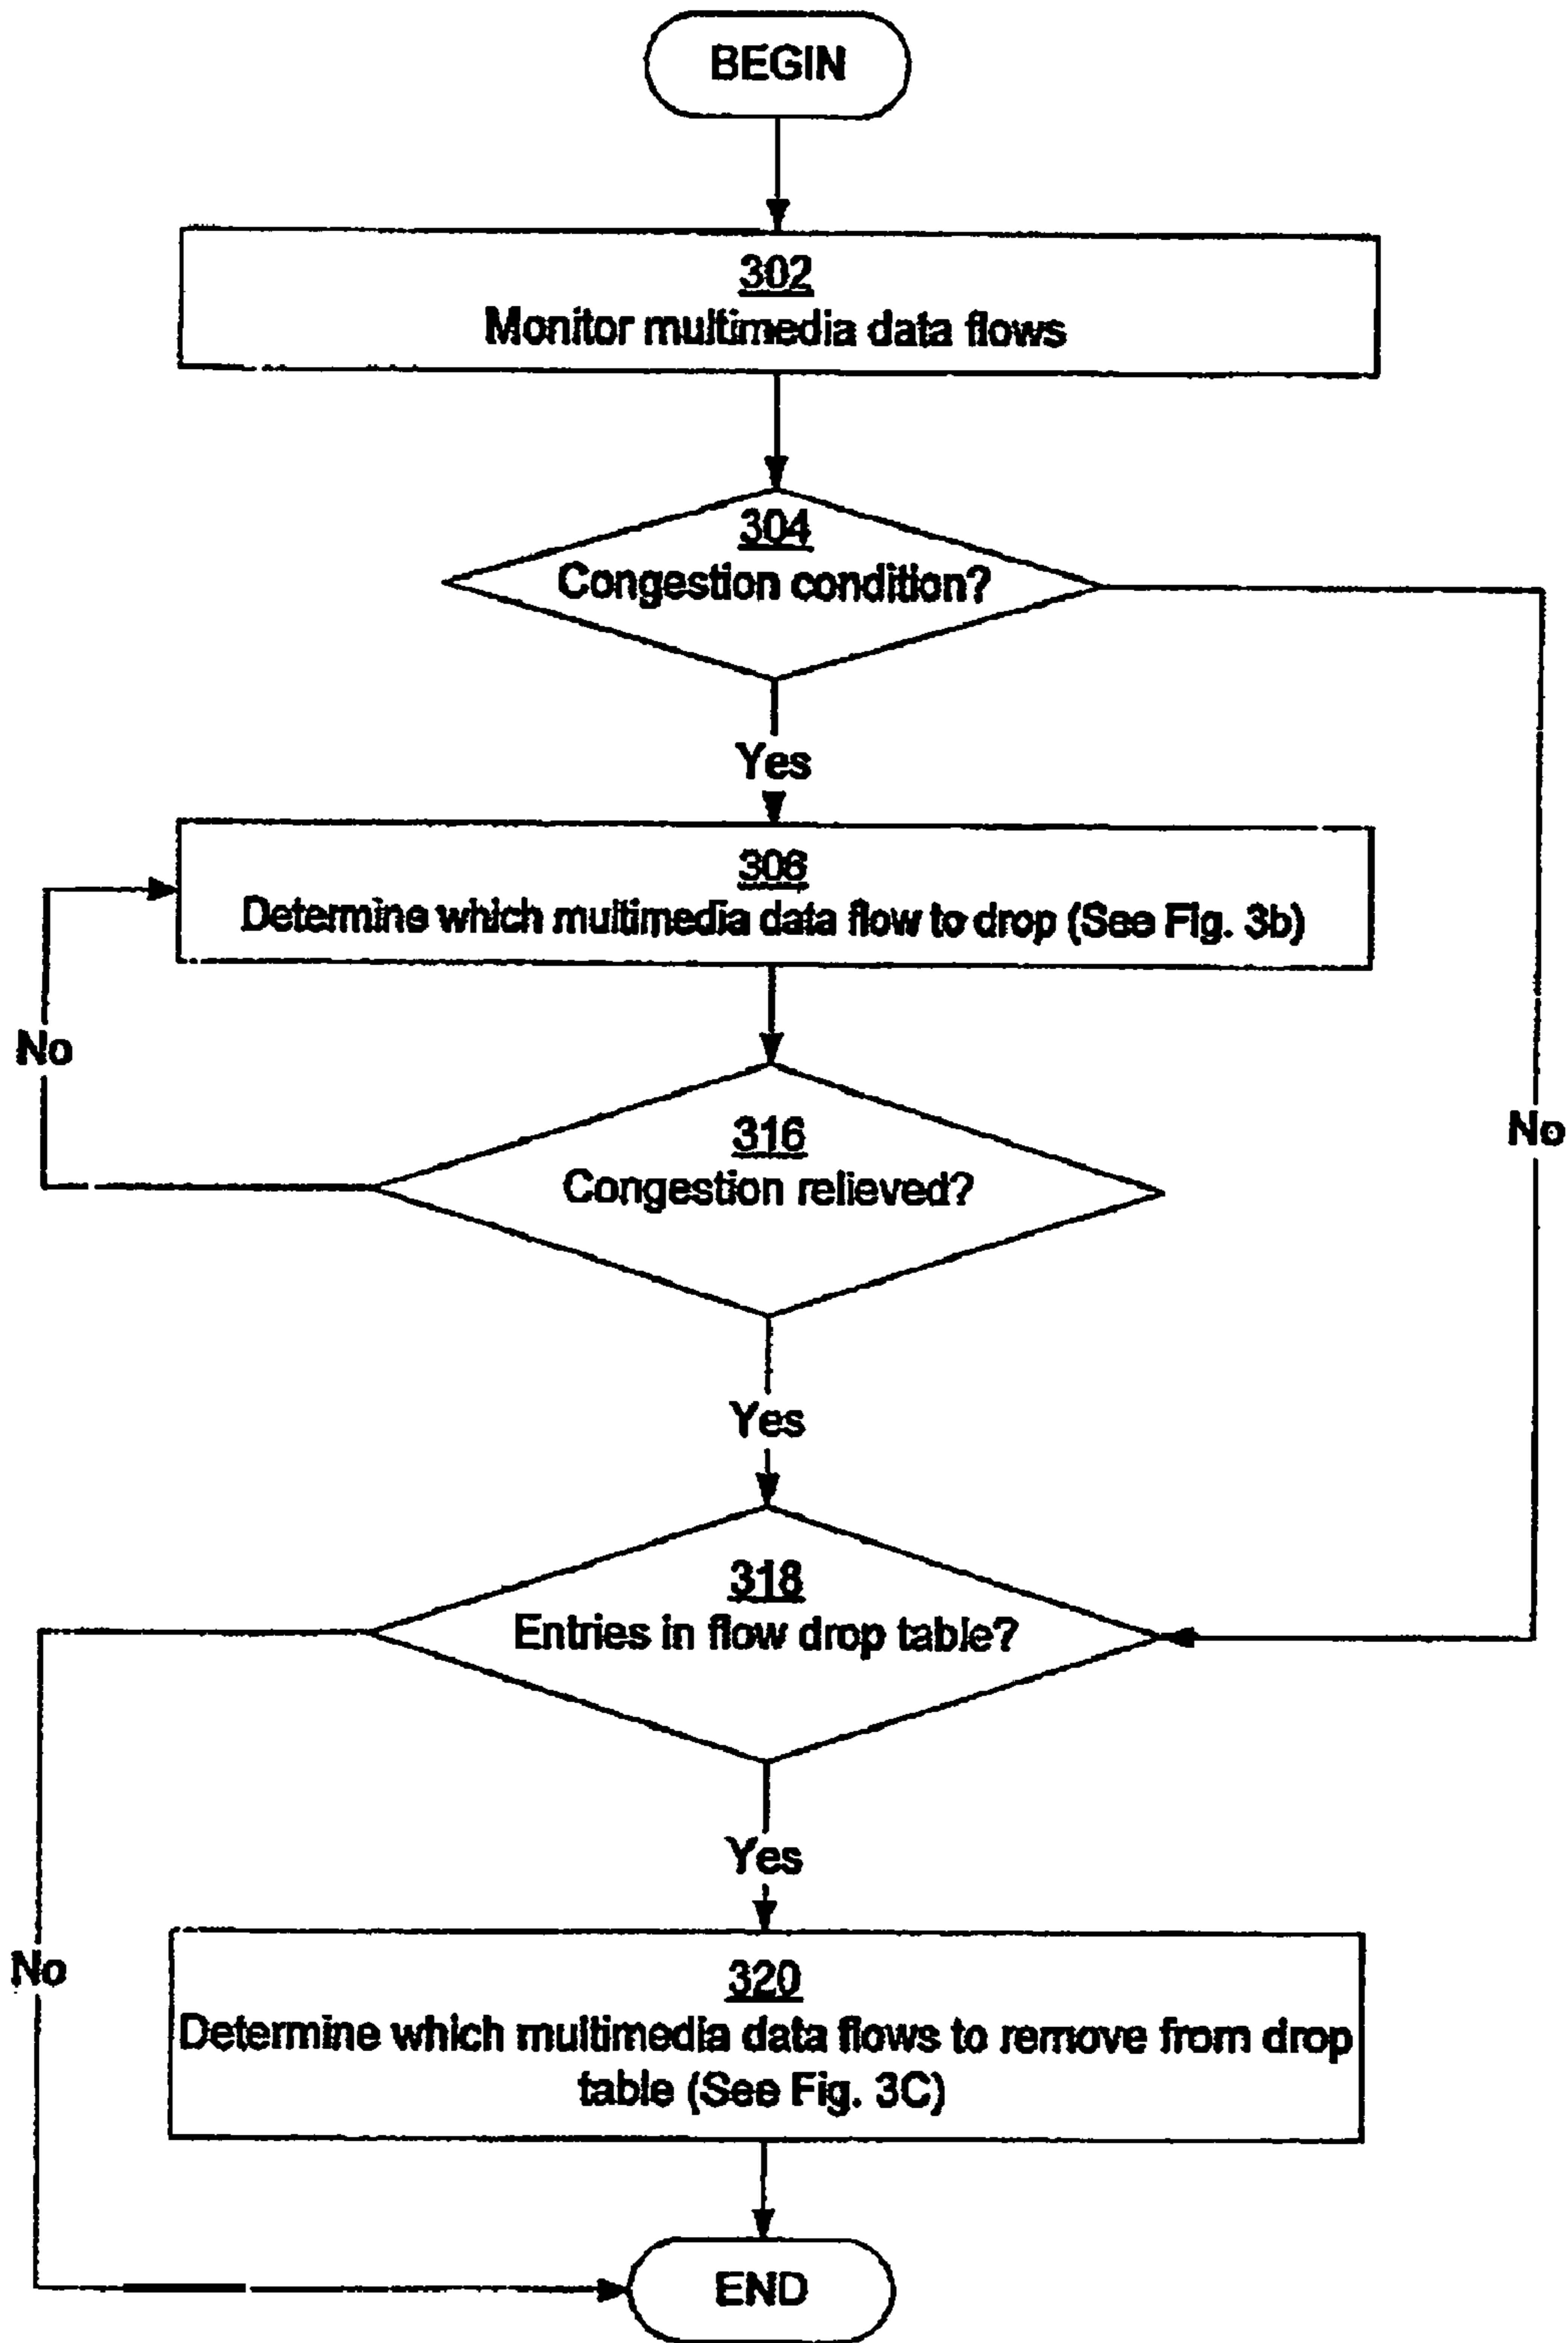 BEGIN
302
Monitor multimedia data flows
304
Congestion condition?
Yes
306
Determine which multimedia data flow to drop (See Fig. 3b)
No
316
Congestion relieved?
No
Yes
318
Entries in flow drop table?
Yes
No
320
Determine which multimedia data flows to remove from drop
table (See Fig. 3C)
END